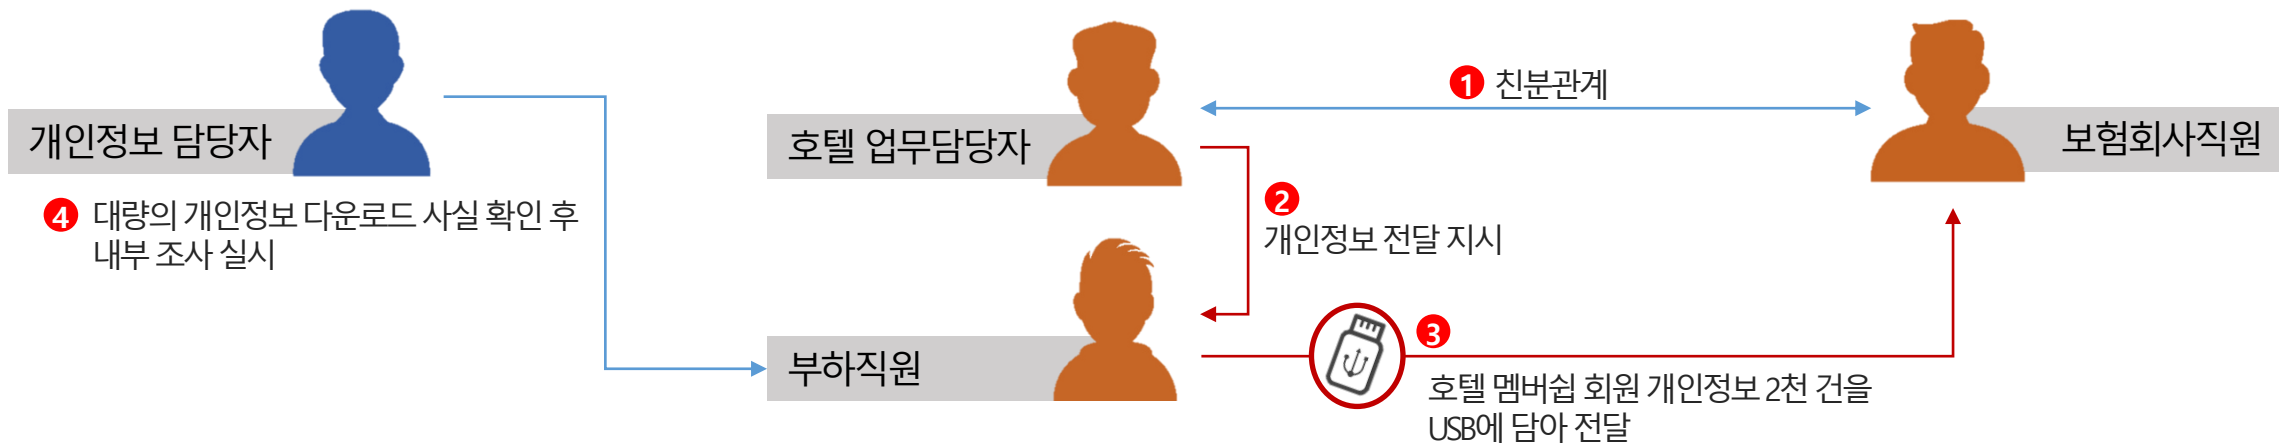 개인정보 담당자
4 대량의 개인정보 다운로드 사실 확인 후
내부 조사 실시
호텔 업무담당자
1 친분관계
보험회사직원
2
개인정보 전달 지시
부하직원
3
호텔 멤버쉽 회원 개인정보 2천 건을
USB에 담아 전달